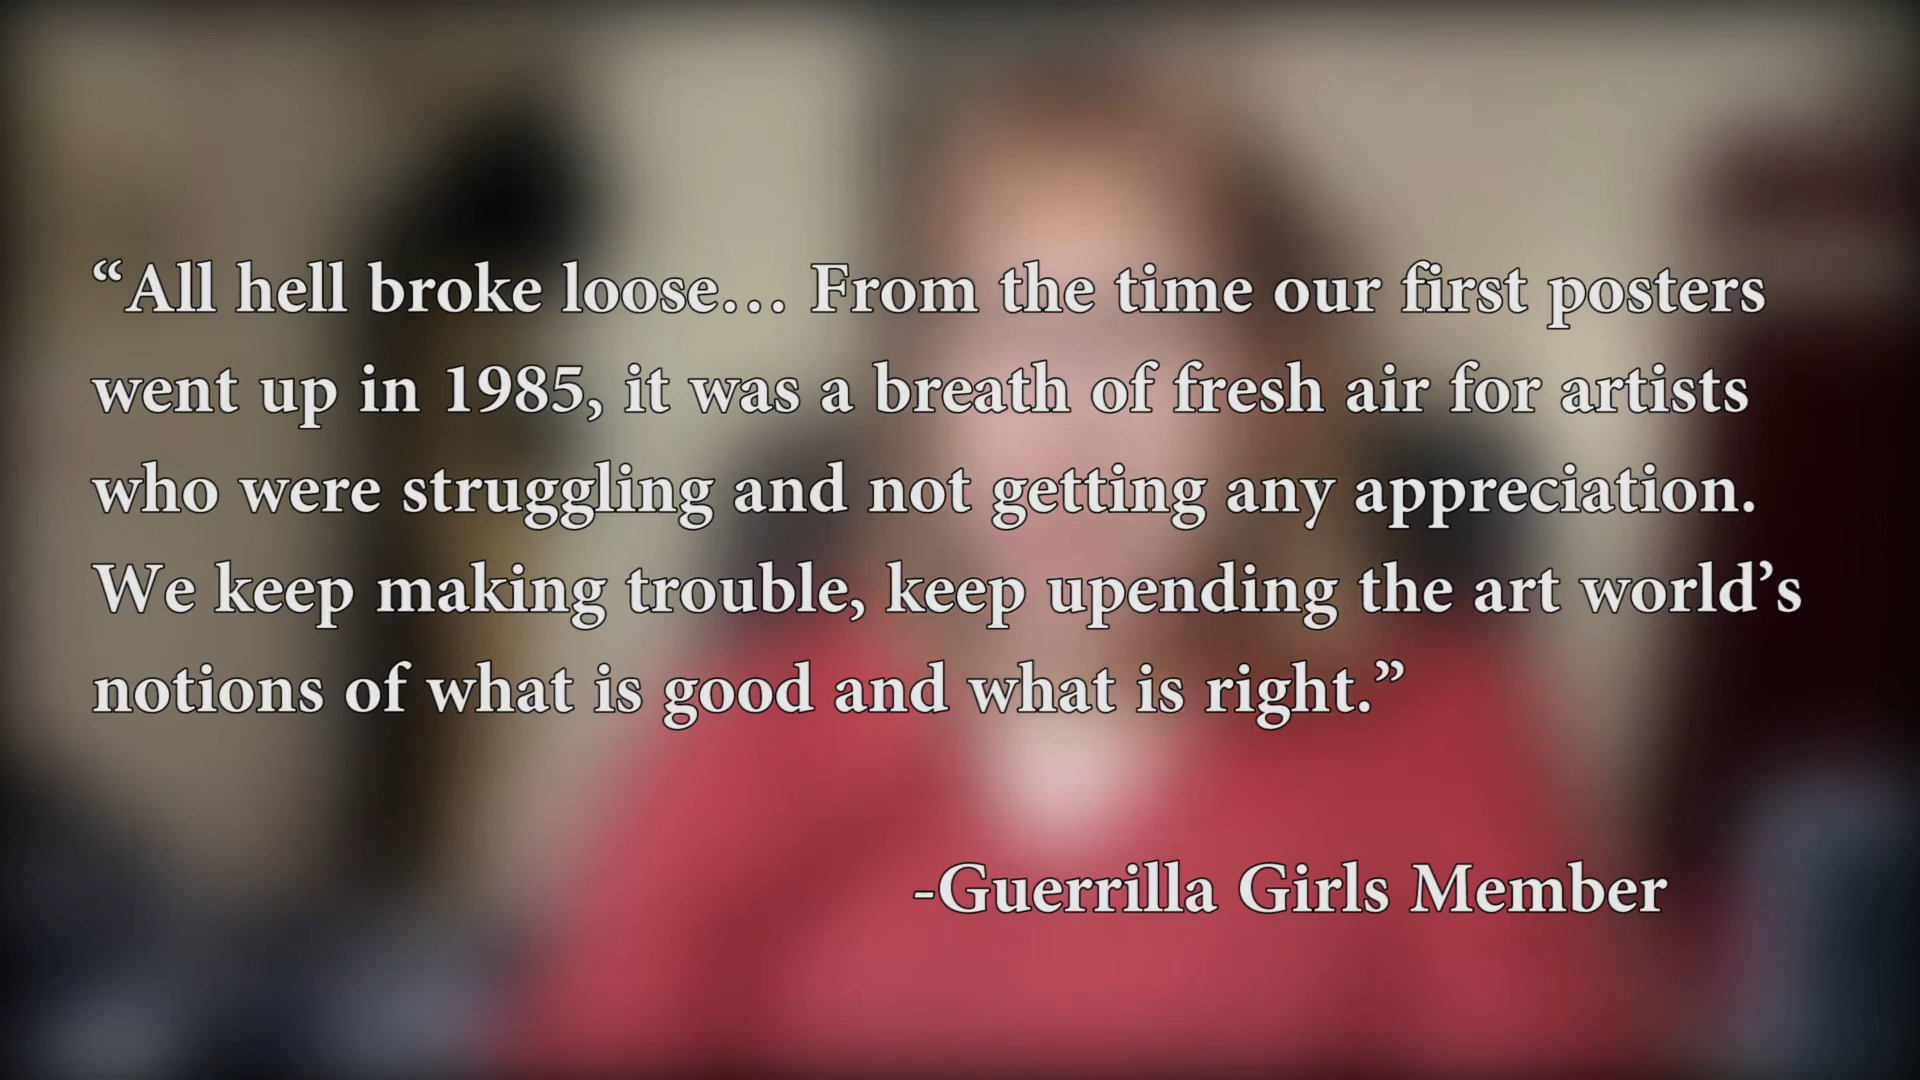 “All hell broke loose… From the time our first posters
went up in 1985, it was a breath of fresh air for artists
who were struggling and not getting any appreciation.
We keep making trouble, keep upending the art world’s
notions of what is good and what is right.”
-Guerrilla Girls Member